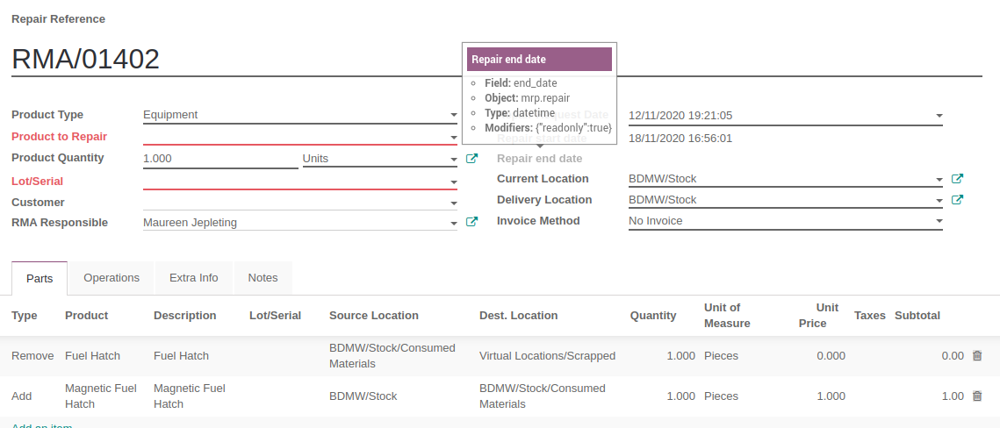 Repair Reference
RMA/01402
Repair end date
Field: end_date
Object: mrp.repair
Type: datetime
Modifiers: {"readonly":true}
Product Type Equipment
Request Date 12/11/2020 19:21:05
Product to Repair
Repair start date 18/11/2020 16:56:01
Product Quantity 1.000 Units
Repair end date
Lot/Serial
Current Location BDMW/Stock
Customer
Delivery Location BDMW/Stock
RMA Responsible Maureen Jepleting
Invoice Method No Invoice
Parts Operations Extra Info Notes
Type Product Description Lot/Serial Source Location Dest. Location Quantity Unit of Measure Unit Price Taxes Subtotal
Remove Fuel Hatch Fuel Hatch BDMW/Stock/Consumed Materials Virtual Locations/Scrapped 1.000 Pieces 0.000 0.00
Add Magnetic Fuel Hatch Magnetic Fuel Hatch BDMW/Stock BDMW/Stock/Consumed Materials 1.000 Pieces 1.000 1.00
Add an item